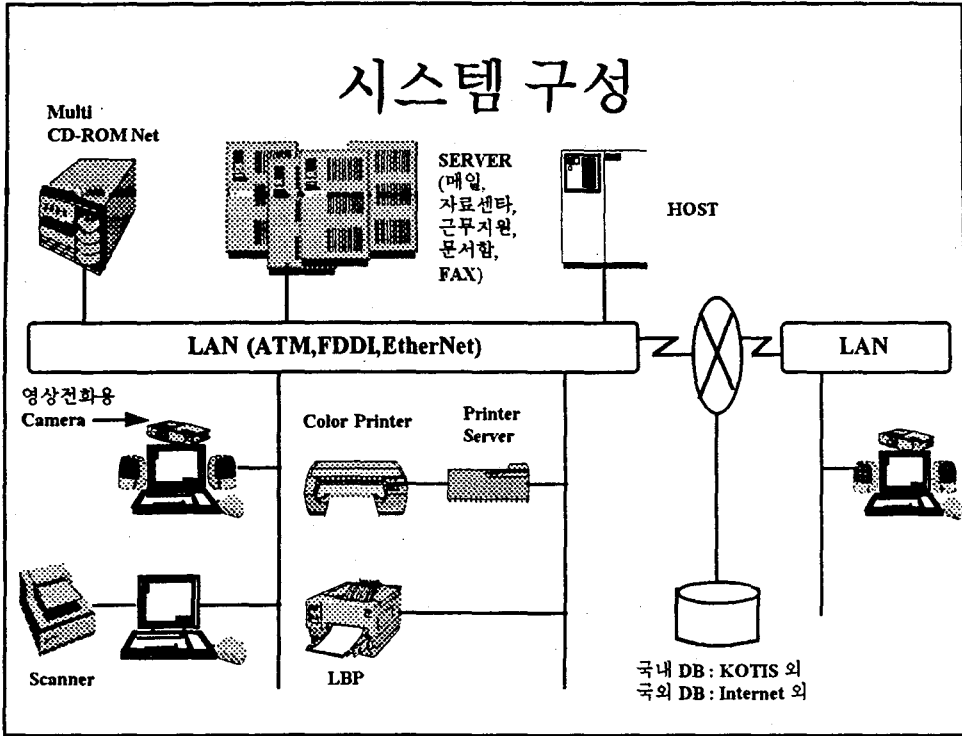 시스템 구성
Multi
CD-ROM Net
SERVER
(매일,
자료센타,
근무지원,
문서함,
FAX)
HOST
LAN (ATM,FDDI,EtherNet)
LAN
영상전화용
Camera
Color Printer
Printer
Server
Scanner
LBP
국내 DB : KOTIS 외
국외 DB : Internet 외